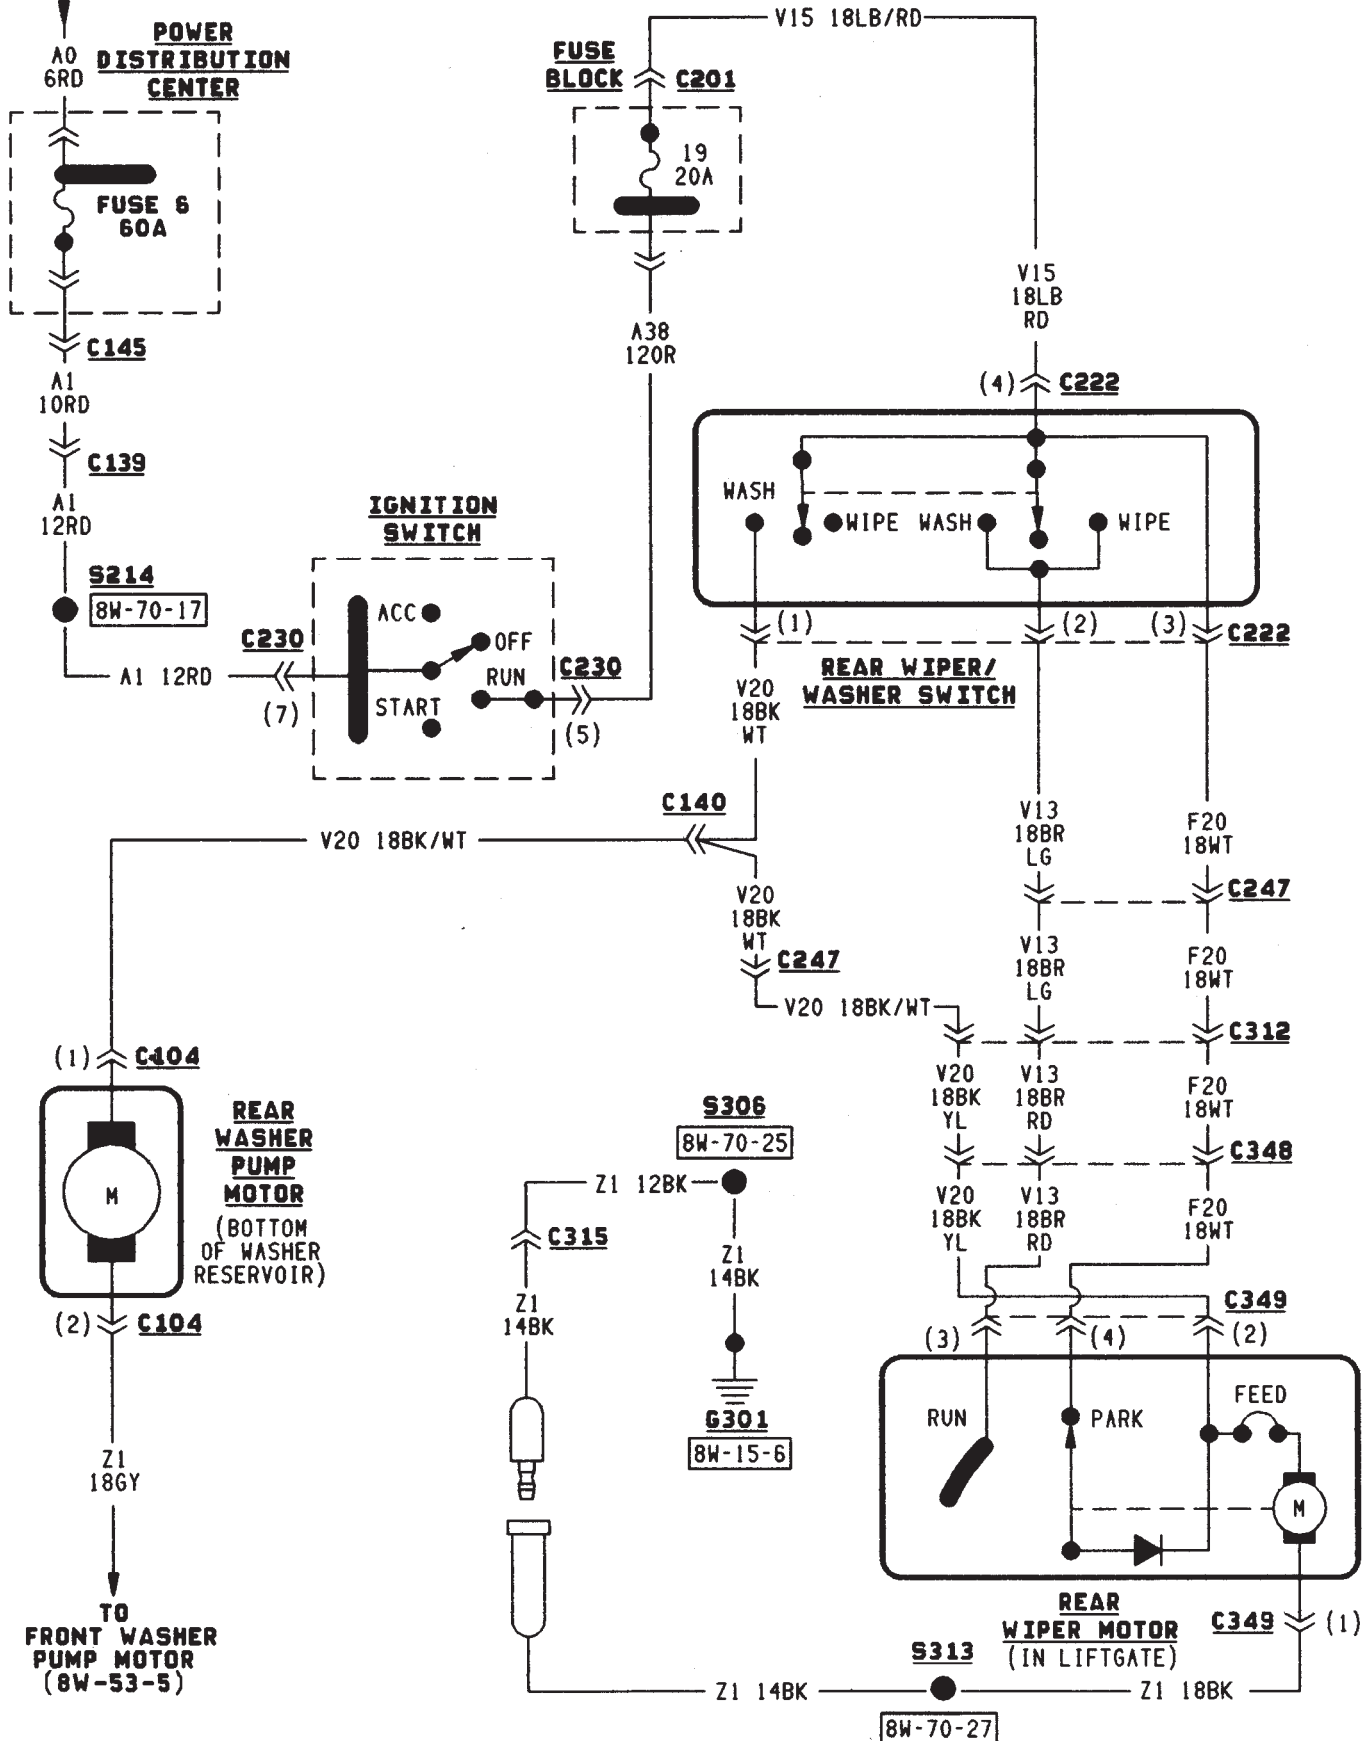 A0
6RD
POWER
DISTRIBUTION
CENTER
FUSE 6
60A
C145
A1
10RD
C139
A1
12RD
S214
8W-70-17
A1 12RD
C230
(7)
IGNITION
SWITCH
ACC
OFF
RUN
START
C230
(5)
FUSE
BLOCK
C201
19
20A
A38
12OR
V15 18LB/RD
V15
18LB
RD
(4)
C222
WASH
WIPE
WASH
WIPE
(1)
(2)
(3)
C222
REAR WIPER/
WASHER SWITCH
V20
18BK
WT
C140
V20 18BK/WT
V20
18BK
WT
C247
V20 18BK/WT
V13
18BR
LG
F20
18WT
C247
V13
18BR
LG
F20
18WT
C312
V20
18BK
YL
V13
18BR
RD
F20
18WT
C348
V20
18BK
YL
V13
18BR
RD
F20
18WT
C349
(3)
(4)
(2)
RUN
PARK
FEED
M
REAR
WIPER MOTOR
(IN LIFTGATE)
C349
(1)
Z1 18BK
S313
8W-70-27
Z1 14BK
S306
8W-70-25
Z1 12BK
C315
Z1
14BK
Z1
14BK
G301
8W-15-6
(1)
C104
M
REAR
WASHER
PUMP
MOTOR
(BOTTOM
OF WASHER
RESERVOIR)
(2)
C104
Z1
18GY
TO
FRONT WASHER
PUMP MOTOR
(8W-53-5)